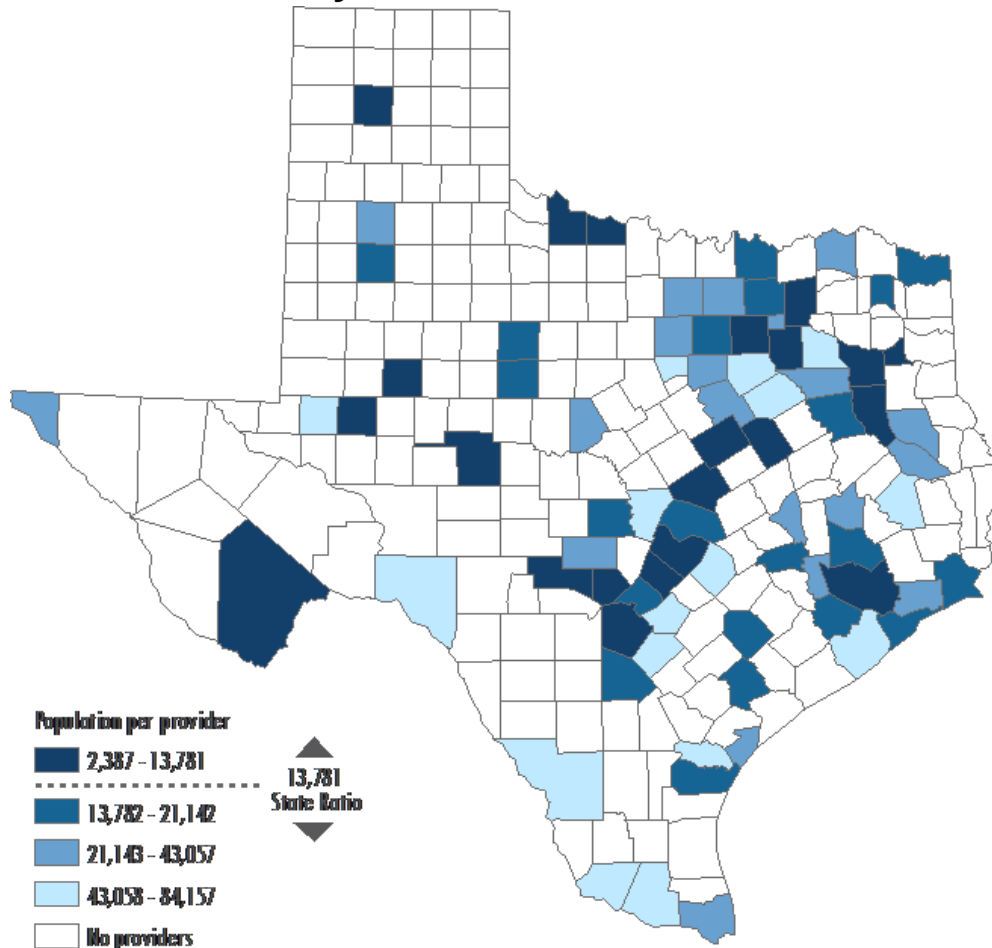 Population per provider
2,387 - 13,781
13,781
State Ratio
13,782 - 21,142
21,143 - 43,057
43,058 - 84,157
No providers